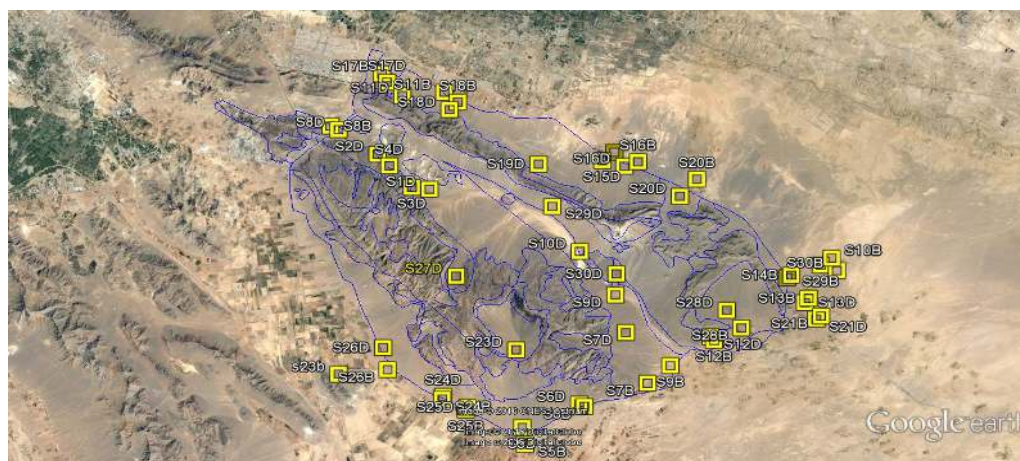 S17B S17D
S11D S11B S18B
S18D
S8D S8B
S2D S4D
S19D
S16D S16B
S15D
S20B
S20D
S1D
S3D
S29D
S10D
S10B
S30B
S14B
S29B
S27D
S30D
S9D
S13B S13D
S28D
S21B S21D
S7D
S28B S12D
S12B
S23D
S26D
s23b S26B
S24D
S6D
S7B S9B
S25D S24B
S25B
S5B
Google earth